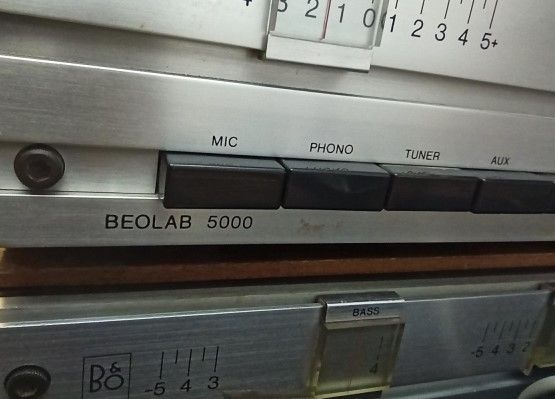 3 2 1 0 1 2 3 4 5+
MIC PHONO TUNER AUX
BEOLAB 5000
BASS
B&O -5 4 3 4 -5 4 3 2